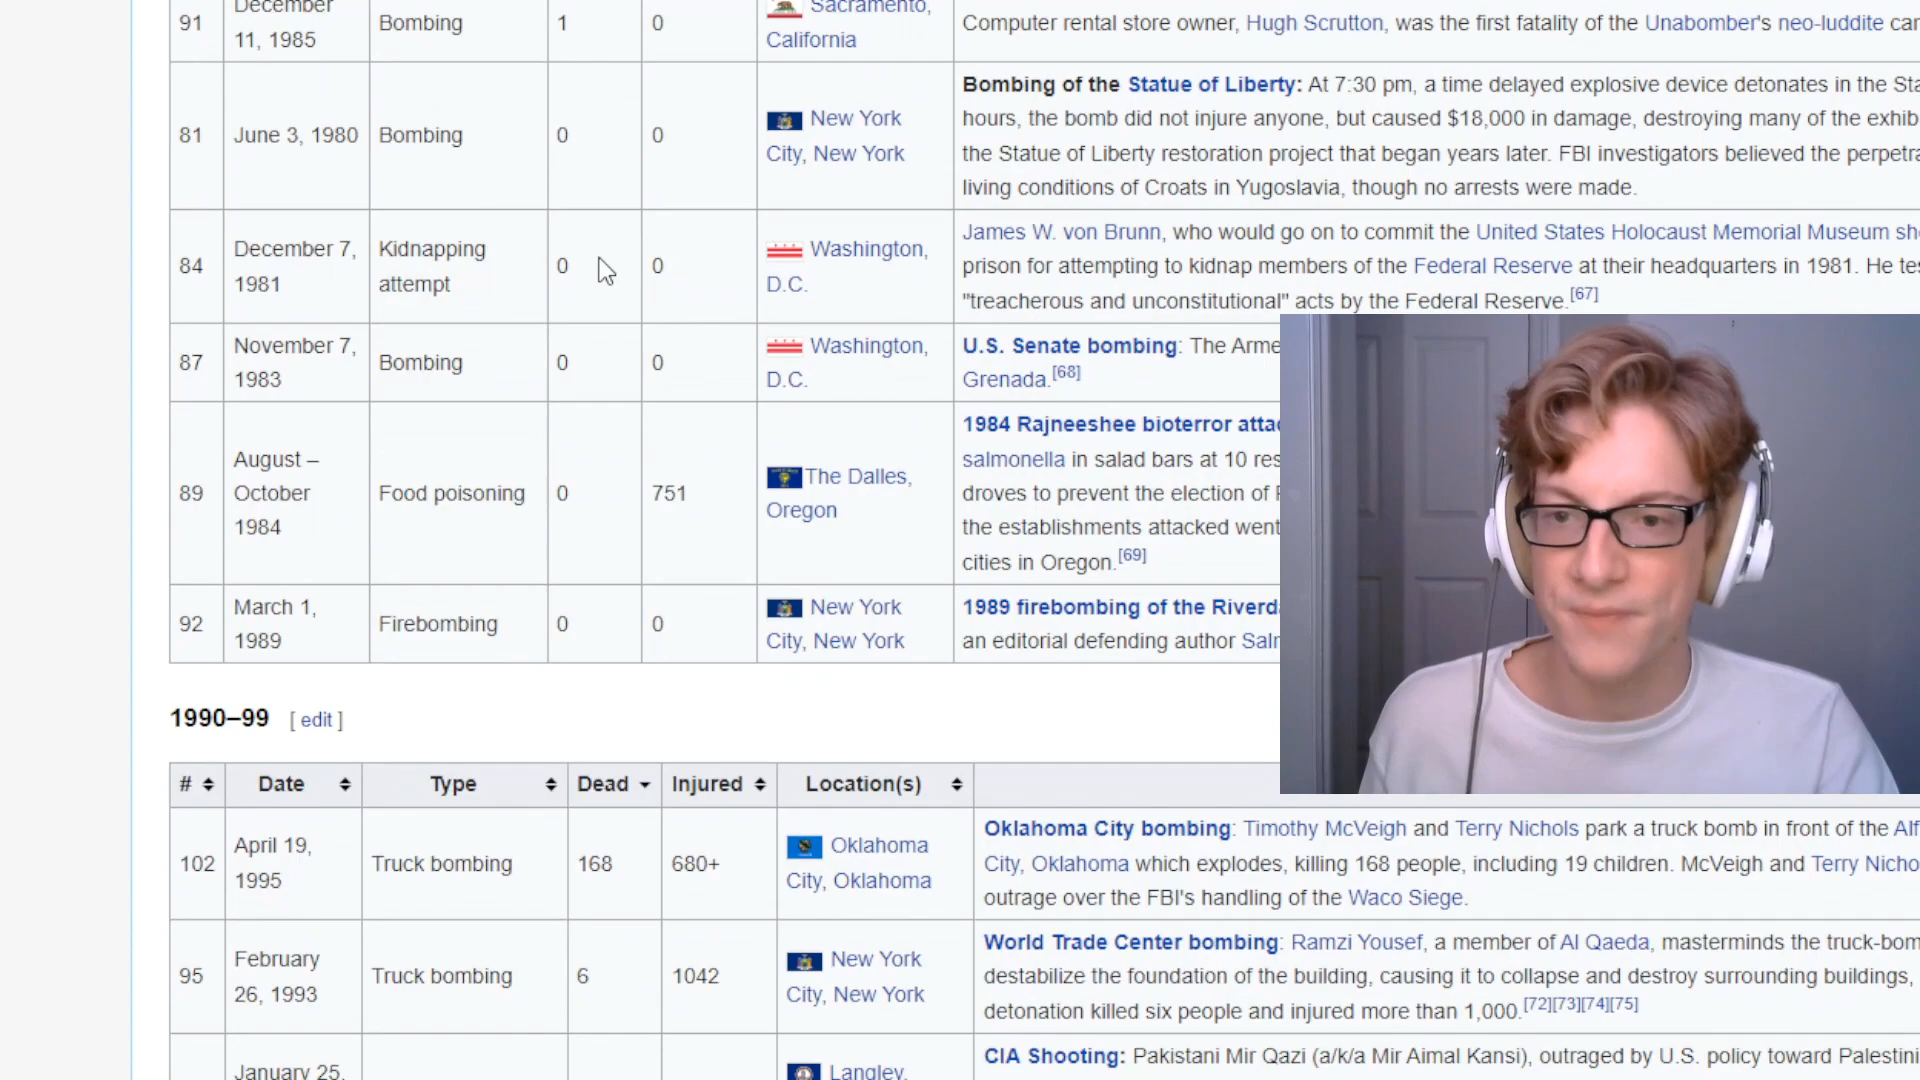 91
December
11, 1985
Bombing
1
0
Sacramento,
California
Computer rental store owner, Hugh Scrutton, was the first fatality of the Unabomber's neo-luddite
81
June 3, 1980
Bombing
0
0
New York
City, New York
Bombing of the Statue of Liberty: At 7:30 pm, a time delayed explosive device detonates in the
hours, the bomb did not injure anyone, but caused $18,000 in damage, destroying many of the
the Statue of Liberty restoration project that began years later. FBI investigators believed the
living conditions of Croats in Yugoslavia, though no arrests were made.
84
December 7,
1981
Kidnapping
attempt
0
0
Washington,
D.C.
James W. von Brunn, who would go on to commit the United States Holocaust Memorial Museum
prison for attempting to kidnap members of the Federal Reserve at their headquarters in 1981. He
"treacherous and unconstitutional" acts by the Federal Reserve.[67]
87
November 7,
1983
Bombing
0
0
Washington,
D.C.
U.S. Senate bombing: The
Grenada.[68]
89
August –
October
1984
Food poisoning
0
751
The Dalles,
Oregon
1984 Rajneeshee bioterror
salmonella in salad bars at 10
droves to prevent the election of
the establishments attacked went
cities in Oregon.[69]
92
March 1,
1989
Firebombing
0
0
New York
City, New York
1989 firebombing of the
an editorial defending author
1990–99 [ edit ]
# Date Type Dead Injured Location(s)
102
April 19,
1995
Truck bombing
168
680+
Oklahoma
City, Oklahoma
Oklahoma City bombing: Timothy McVeigh and Terry Nichols park a truck bomb in front of the
City, Oklahoma which explodes, killing 168 people, including 19 children. McVeigh and Terry
outrage over the FBI's handling of the Waco Siege.
95
February
26, 1993
Truck bombing
6
1042
New York
City, New York
World Trade Center bombing: Ramzi Yousef, a member of Al Qaeda, masterminds the
destabilize the foundation of the building, causing it to collapse and destroy surrounding buildings,
detonation killed six people and injured more than 1,000.[72][73][74][75]
January 25,
Langley,
CIA Shooting: Pakistani Mir Qazi (a/k/a Mir Aimal Kansi), outraged by U.S. policy toward